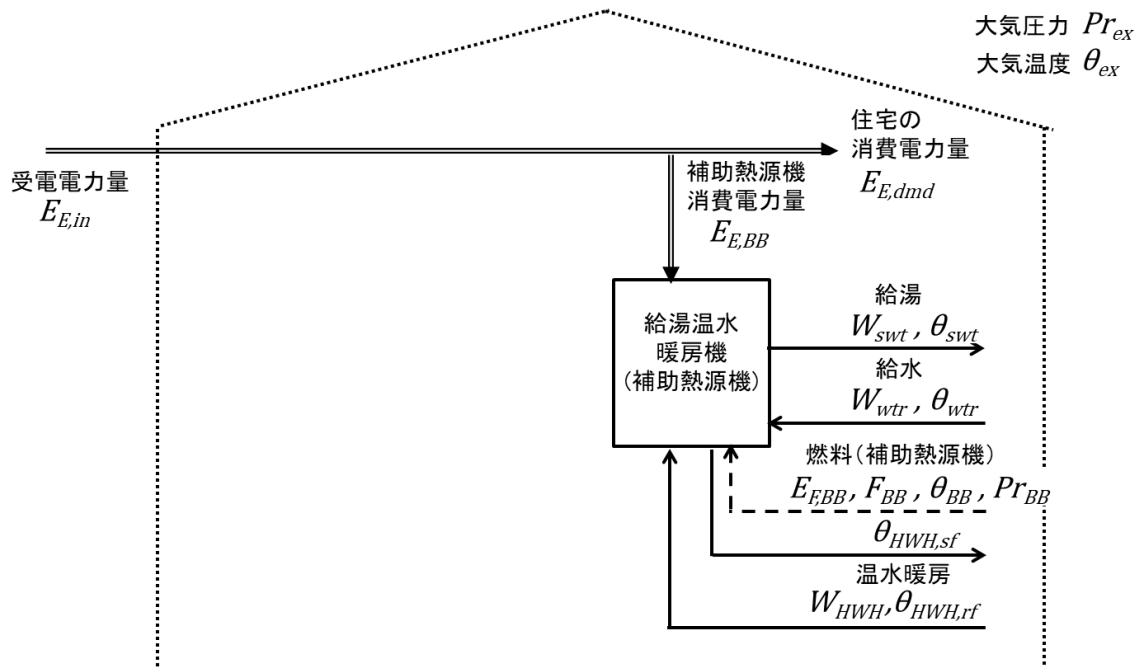 大気圧力 Pr_ex
大気温度 θ_ex
住宅の
消費電力量
E_E,dmd
受電電力量
E_E,in
補助熱源機
消費電力量
E_E,BB
給湯温水
暖房機
(補助熱源機)
給湯
W_swt , θ_swt
給水
W_wtr , θ_wtr
燃料(補助熱源機)
E_F,BB , F_BB , θ_BB , Pr_BB
θ_HWH,sf
温水暖房
W_HWH,θ_HWH,rf